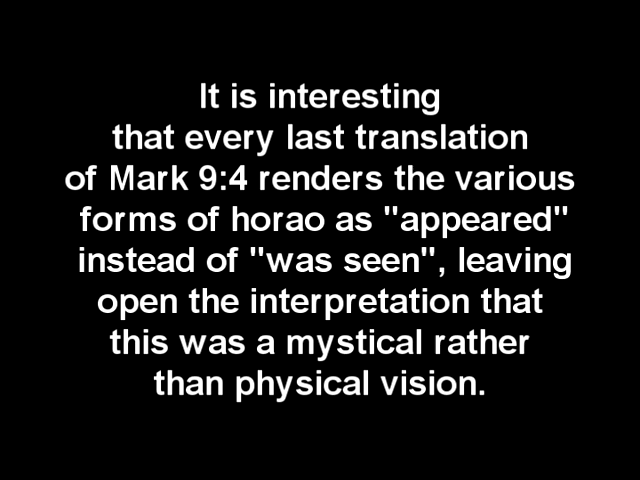 It is interesting
that every last translation
of Mark 9:4 renders the various
forms of horao as "appeared"
instead of "was seen", leaving
open the interpretation that
this was a mystical rather
than physical vision.